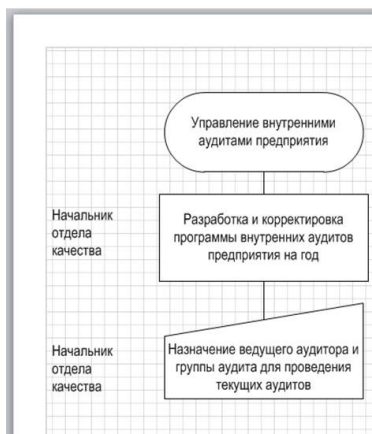 Управление внутренними
аудитами предприятия
Начальник
отдела
качества
Разработка и корректировка
программы внутренних аудитов
предприятия на год
Начальник
отдела
качества
Назначение ведущего аудитора и
группы аудита для проведения
текущих аудитов